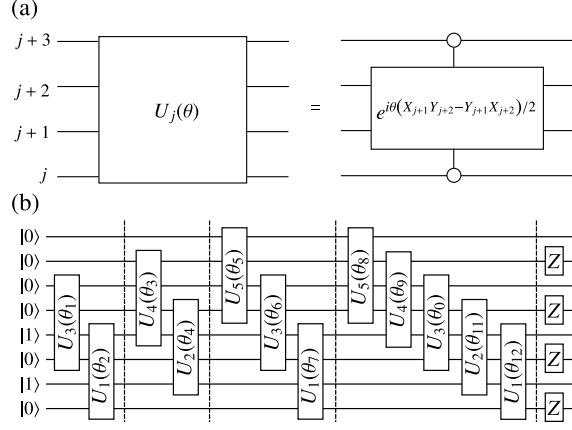 (a)
j + 3
j + 2
j + 1
j
U_j(θ)
=
e^{iθ(X_{j+1}Y_{j+2}−Y_{j+1}X_{j+2})/2}
(b)
|0⟩
|0⟩
|0⟩
|0⟩
|1⟩
|0⟩
|1⟩
|0⟩
U_3(θ_1)
U_1(θ_2)
U_4(θ_3)
U_2(θ_4)
U_5(θ_5)
U_3(θ_6)
U_1(θ_7)
U_5(θ_8)
U_4(θ_9)
U_3(θ_0)
U_2(θ_11)
U_1(θ_12)
Z
Z
Z
Z